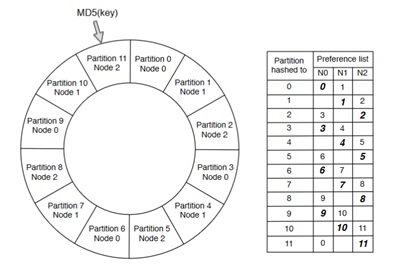 MD5(key)
Partition 11
Node 2
Partition 0
Node 0
Partition 10
Node 1
Partition 1
Node 1
Partition 9
Node 0
Partition 2
Node 2
Partition 8
Node 2
Partition 3
Node 0
Partition 7
Node 1
Partition 4
Node 1
Partition 6
Node 0
Partition 5
Node 2
Partition hashed to Preference list
N0 N1 N2
0 0 1
1 1 2
2 3 2
3 3 4
4 4 5
5 6 5
6 6 7
7 7 8
8 9 8
9 9 10
10 10 11
11 0 11